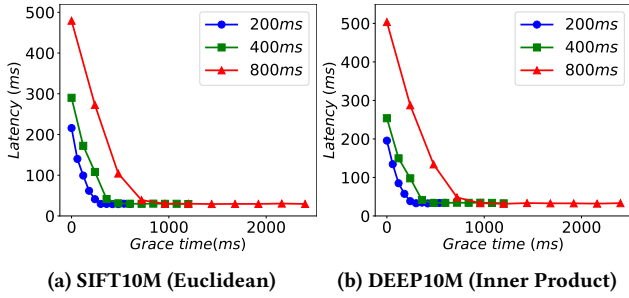 500
400
300
200
100
0
Latency (ms)
200ms
400ms
800ms
0
1000
2000
Grace time(ms)
(a) SIFT10M (Euclidean)
500
400
300
200
100
0
Latency (ms)
200ms
400ms
800ms
0
1000
2000
Grace time (ms)
(b) DEEP10M (Inner Product)